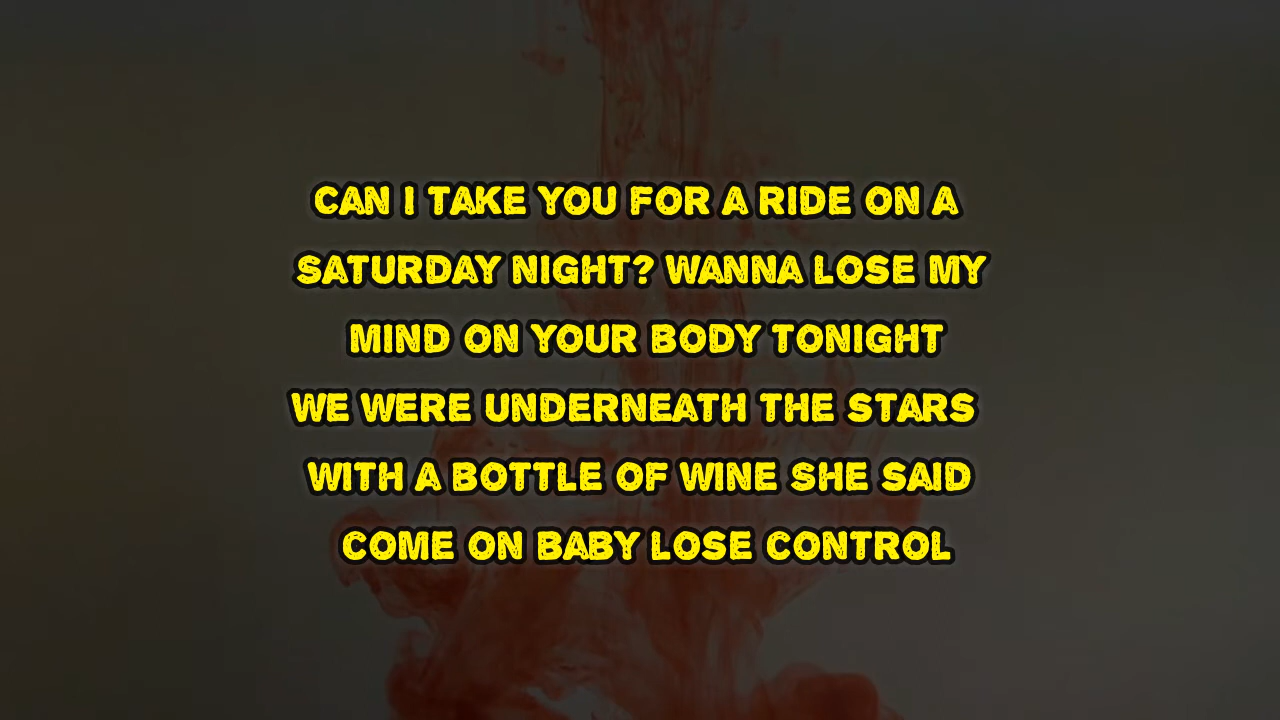 CAN I TAKE YOU FOR A RIDE ON A
SATURDAY NIGHT? WANNA LOSE MY
MIND ON YOUR BODY TONIGHT
WE WERE UNDERNEATH THE STARS
WITH A BOTTLE OF WINE SHE SAID
COME ON BABY LOSE CONTROL